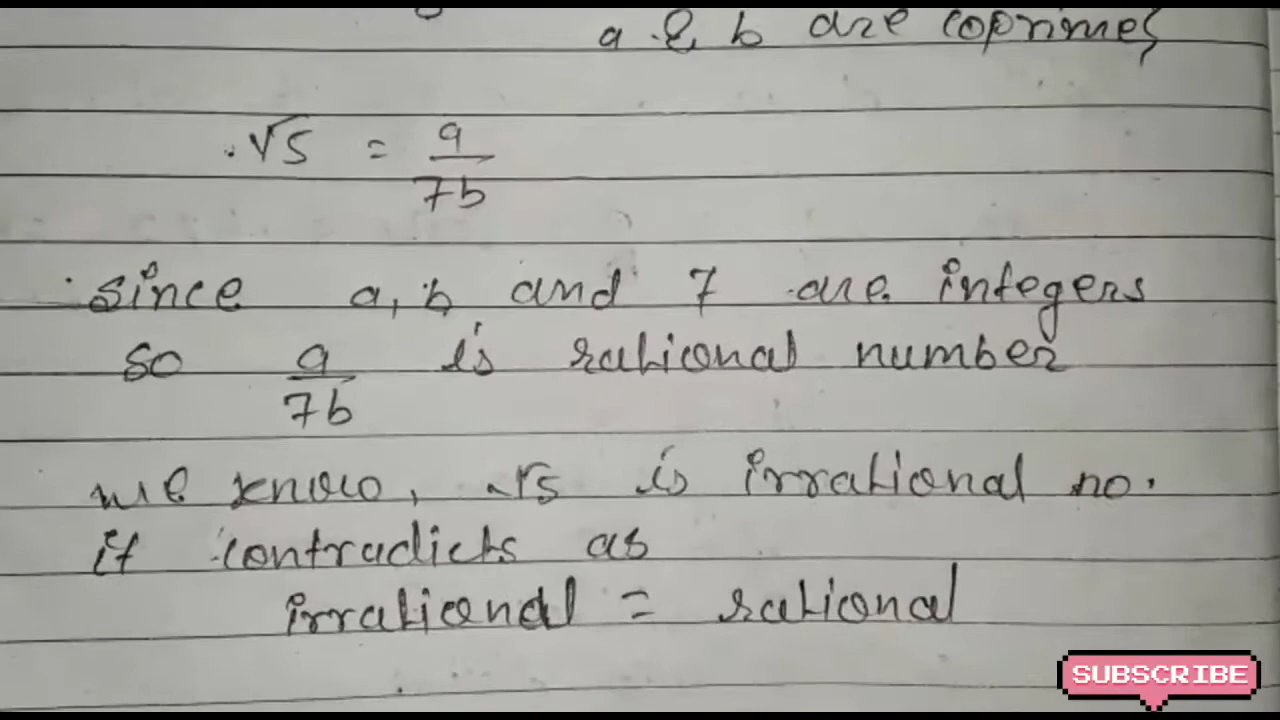 a & b are coprimes
√5 = a/7b
since a, b and 7 are integers
so a/7b is rational number
we know, √5 is irrational no.
it contradicts as
irrational = rational
SUBSCRIBE